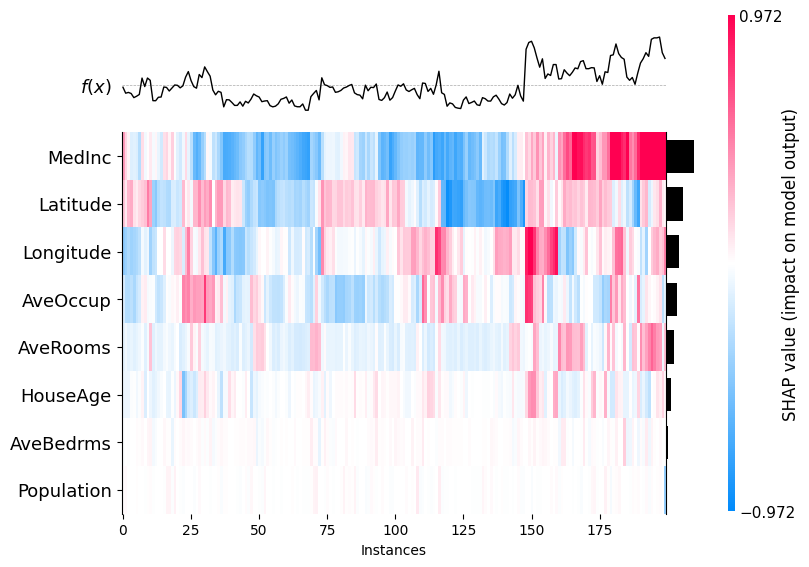 0.972
f(x)
MedInc
Latitude
Longitude
AveOccup
AveRooms
HouseAge
AveBedrms
Population
0 25 50 75 100 125 150 175
Instances
SHAP value (impact on model output)
−0.972